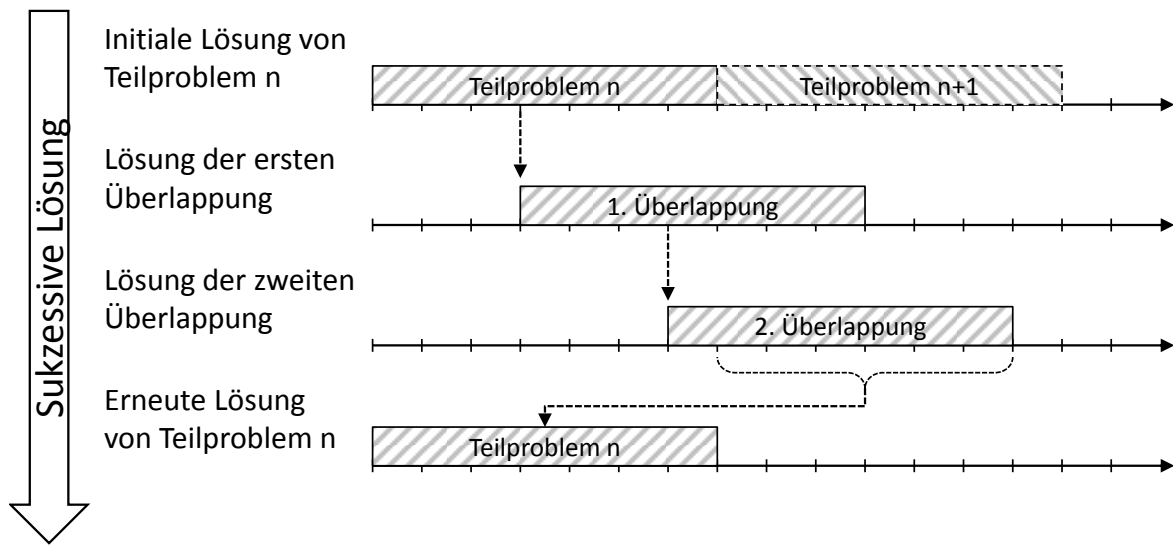 Sukzessive Lösung
Initiale Lösung von
Teilproblem n
Teilproblem n
Teilproblem n+1
Lösung der ersten
Überlappung
1. Überlappung
Lösung der zweiten
Überlappung
2. Überlappung
Erneute Lösung
von Teilproblem n
Teilproblem n